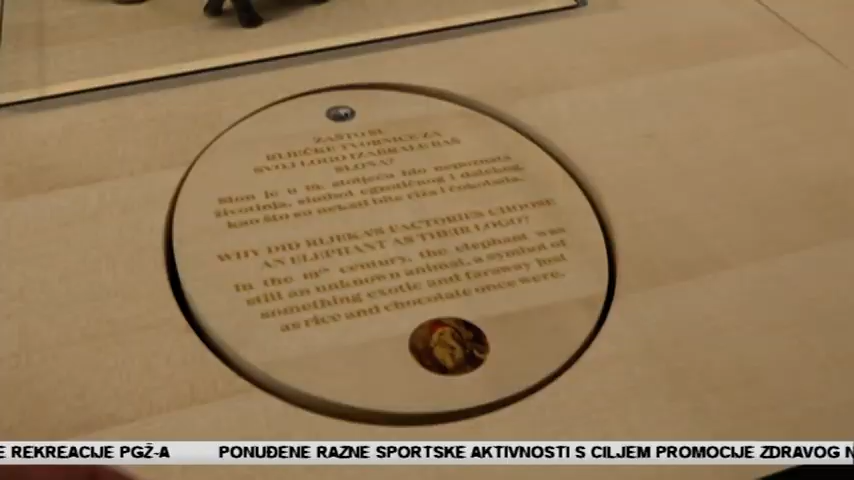 ZAŠTO SU
RIJEČKE TVORNICE ZA
SVOJ LOGO IZABRALE BAŠ
SLONA?
Slon je u 19. stoljeću bio nepoznata
životinja, simbol egzotičnog i dalekog,
kao što su nekad bile riža i čokolada.
WHY DID RIJEKA'S FACTORIES CHOOSE
AN ELEPHANT AS THEIR LOGO?
In the 19th century, the elephant was
still an unknown animal, a symbol of
something exotic and faraway just
as rice and chocolate once were.
E REKREACIJE PGŽ-A PONUĐENE RAZNE SPORTSKE AKTIVNOSTI S CILJEM PROMOCIJE ZDRAVOG N